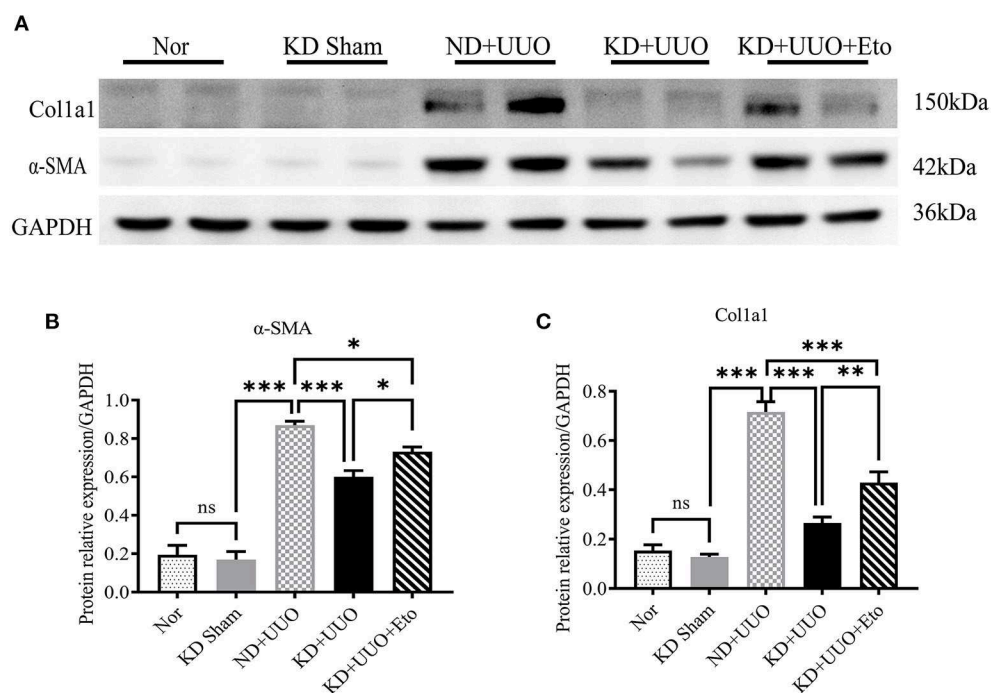 A
Nor KD Sham ND+UUO KD+UUO KD+UUO+Eto
Col1a1 150kDa
α-SMA 42kDa
GAPDH 36kDa
B
α-SMA
Protein relative expression/GAPDH
1.0
0.8
0.6
0.4
0.2
0.0
ns
***
***
*
*
Nor
KD Sham
ND+UUO
KD+UUO
KD+UUO+Eto
C
Col1a1
Protein relative expression/GAPDH
0.8
0.6
0.4
0.2
0.0
ns
***
***
**
***
Nor
KD Sham
ND+UUO
KD+UUO
KD+UUO+Eto